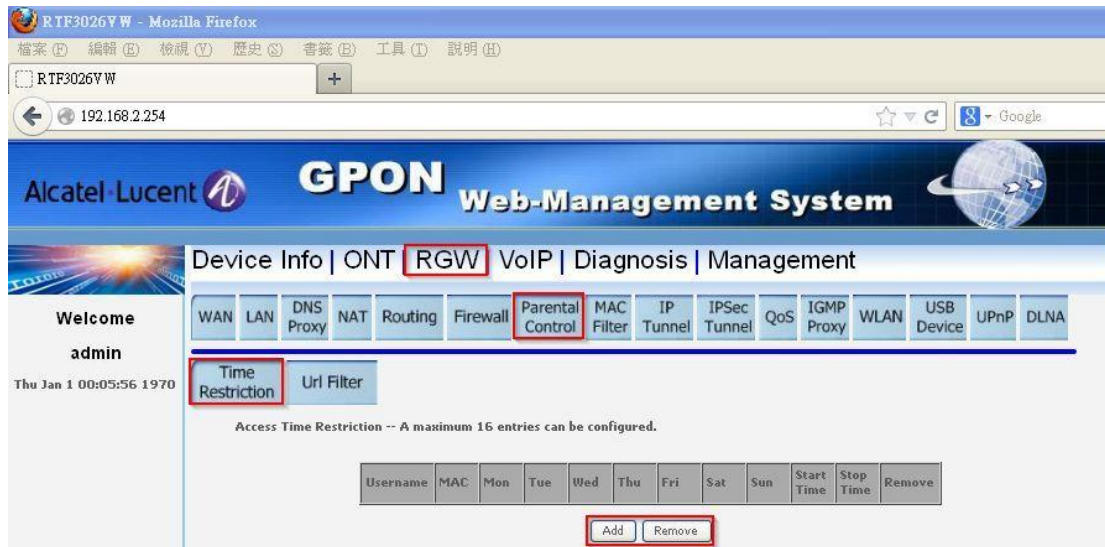 RTF3026VW - Mozilla Firefox
檔案(F) 編輯(E) 檢視(V) 歷史(S) 書籤(B) 工具(T) 說明(H)
RTF3026VW +
192.168.2.254 Google
Alcatel·Lucent GPON Web-Management System
Device Info | ONT | RGW | VoIP | Diagnosis | Management
Welcome
admin
Thu Jan 1 00:05:56 1970
WAN LAN DNS Proxy NAT Routing Firewall Parental Control MAC Filter IP Tunnel IPSec Tunnel QoS IGMP Proxy WLAN USB Device UPnP DLNA
Time Restriction Url Filter
Access Time Restriction -- A maximum 16 entries can be configured.
Username MAC Mon Tue Wed Thu Fri Sat Sun Start Time Stop Time Remove
Add Remove